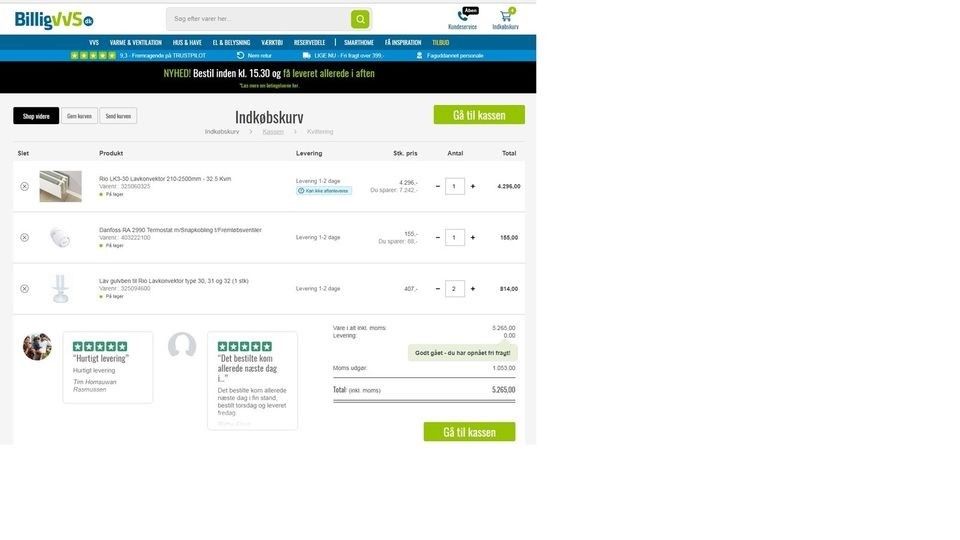 BilligVVS.dk
Søg efter varer her...
Åben
Kundeservice
4
Indkøbskurv
VVS VARME & VENTILATION HUS & HAVE EL & BELYSNING VÆRKTØJ RESERVEDELE | SMARTHOME FÅ INSPIRATION TILBUD
9,3 - Fremragende på TRUSTPILOT Nem retur LIGE NU - Fri fragt over 399,- Faguddannet personale
NYHED! Bestil inden kl. 15.30 og få leveret allerede i aften
*Læs mere om betingelserne her.
Shop videre Gem kurven Send kurven
Indkøbskurv
Gå til kassen
Indkøbskurv > Kassen > Kvittering
Slet Produkt Levering Stk. pris Antal Total
Rio LK3-30 Lavkonvektor 210-2500mm - 32.5 Kvm
Varenr.: 325060325
På lager
Levering 1-2 dage
Kan ikke aftenleveres
4.296,-
Du sparer: 7.242,-
− 1 + 4.296,00
Danfoss RA 2990 Termostat m/Snapkobling t/Fremløbsventiler
Varenr.: 403222100
På lager
Levering 1-2 dage
155,-
Du sparer: 88,-
− 1 + 155,00
Lav gulvben til Rio Lavkonvektor type 30, 31 og 32 (1 stk)
Varenr.: 325094600
På lager
Levering 1-2 dage
407,-
− 2 + 814,00
“Hurtigt levering”
Hurtigt levering
Tim Homsuwan
Rasmussen
“Det bestilte kom
allerede næste dag
i...”
Det bestilte kom allerede
næste dag i fin stand,
bestilt torsdag og leveret
fredag.
Vare i alt inkl. moms: 5.265,00
Levering: 0,00
Godt gået - du har opnået fri fragt!
Moms udgør: 1.053,00
Total: (inkl. moms) 5.265,00
Gå til kassen